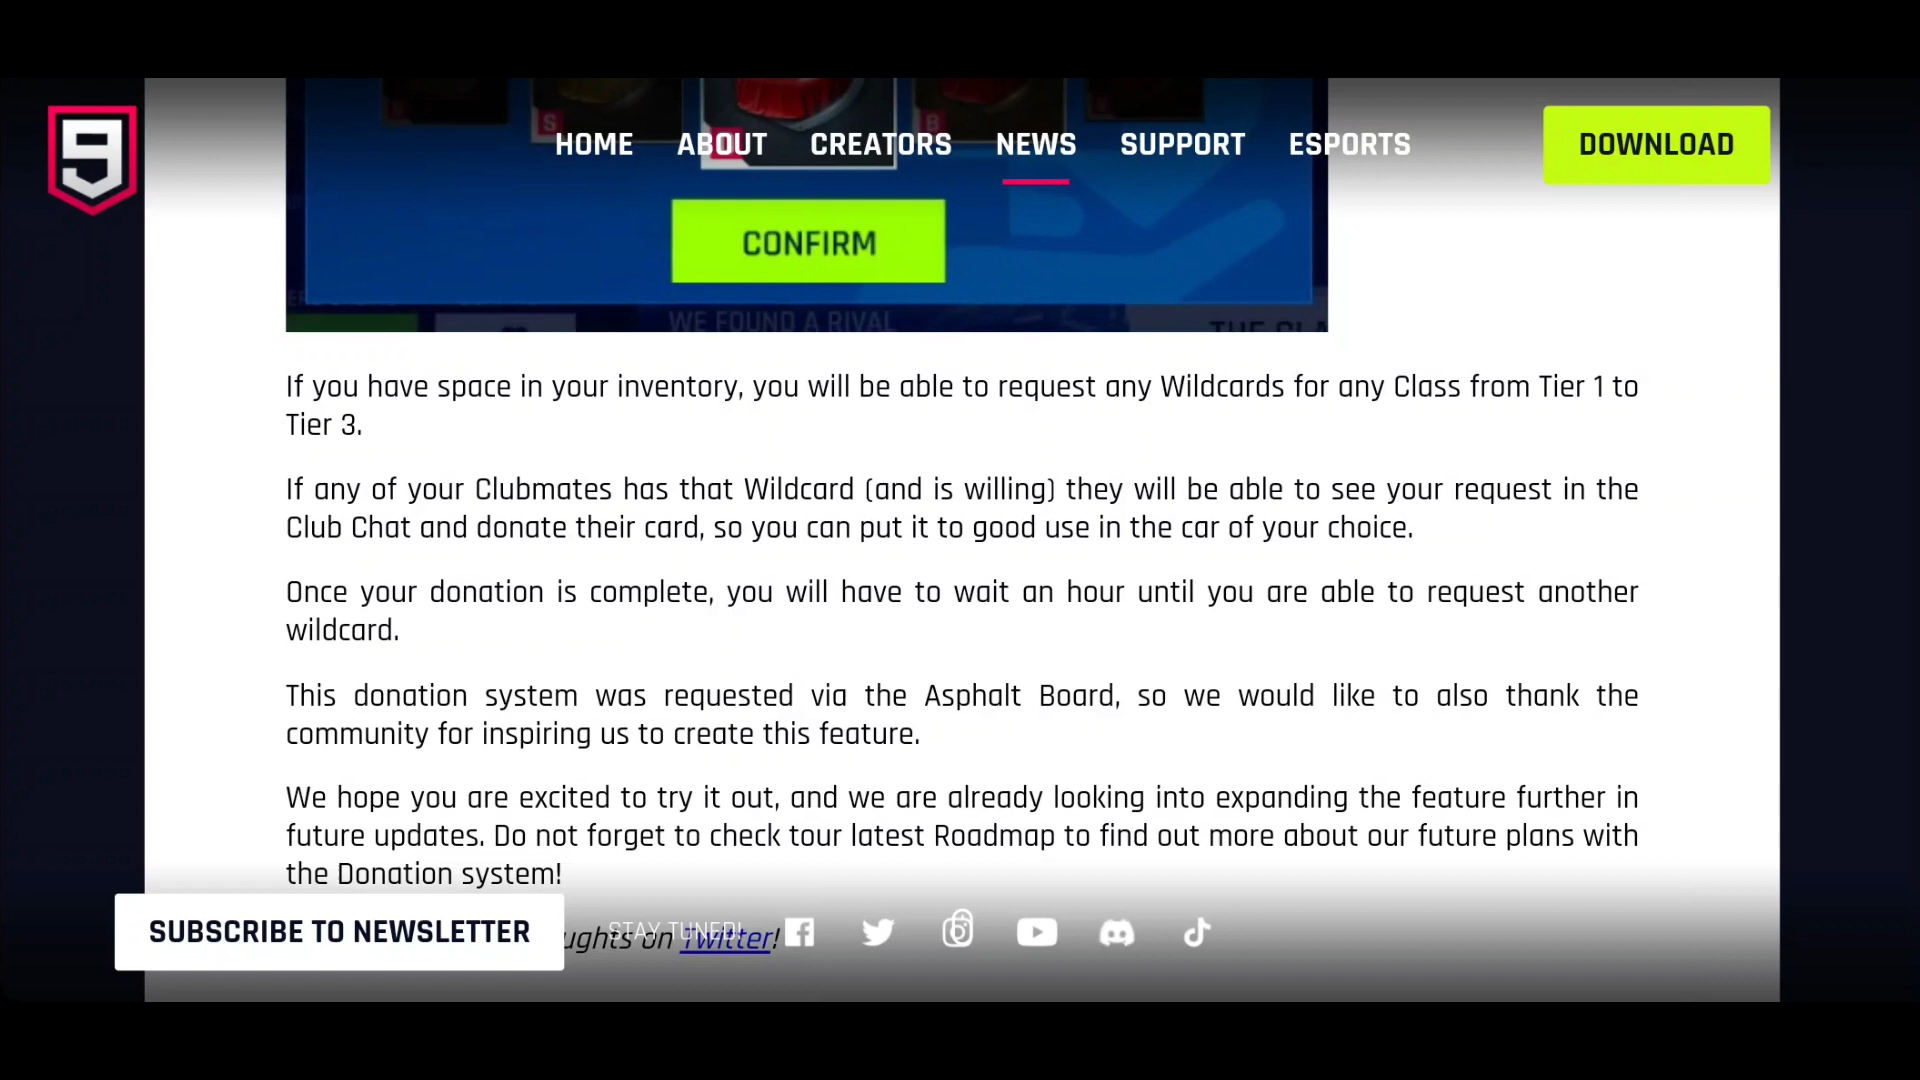 9
S
B
HOME ABOUT CREATORS NEWS SUPPORT ESPORTS
DOWNLOAD
CONFIRM
WE FOUND A RIVAL
If you have space in your inventory, you will be able to request any Wildcards for any Class from Tier 1 to
Tier 3.
If any of your Clubmates has that Wildcard (and is willing) they will be able to see your request in the
Club Chat and donate their card, so you can put it to good use in the car of your choice.
Once your donation is complete, you will have to wait an hour until you are able to request another
wildcard.
This donation system was requested via the Asphalt Board, so we would like to also thank the
community for inspiring us to create this feature.
We hope you are excited to try it out, and we are already looking into expanding the feature further in
future updates. Do not forget to check tour latest Roadmap to find out more about our future plans with
the Donation system!
SUBSCRIBE TO NEWSLETTER
STAY TUNED!
ughts on Twitter!